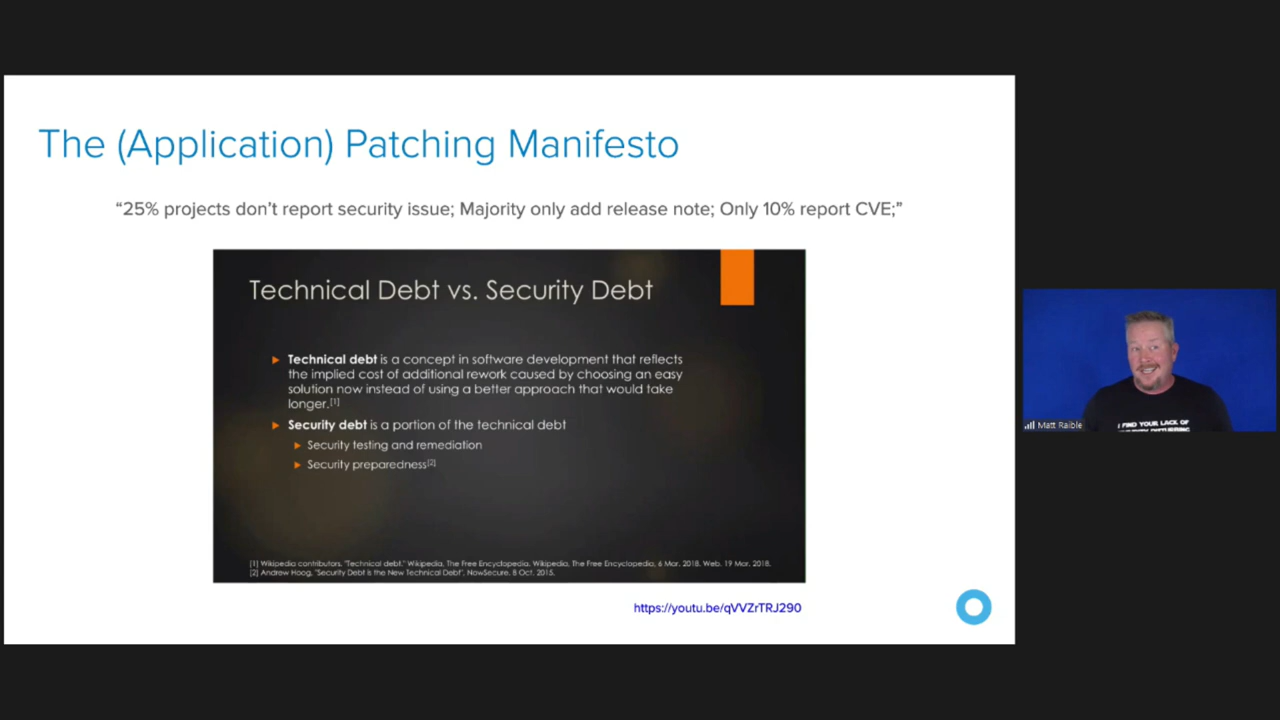 The (Application) Patching Manifesto
“25% projects don’t report security issue; Majority only add release note; Only 10% report CVE;”
Technical Debt vs. Security Debt
Technical debt is a concept in software development that reflects
the implied cost of additional rework caused by choosing an easy
solution now instead of using a better approach that would take
longer.[1]
Security debt is a portion of the technical debt
Security testing and remediation
Security preparedness[2]
[1] Wikipedia contributors. "Technical debt." Wikipedia, The Free Encyclopedia. Wikipedia, The Free Encyclopedia, 6 Mar. 2018. Web. 19 Mar. 2018.
[2] Andrew Hoog, "Security Debt is the New Technical Debt", NowSecure, 8 Oct. 2015.
https://youtu.be/qVVZrTRJ290
I FIND YOUR LACK OF
Matt Raible